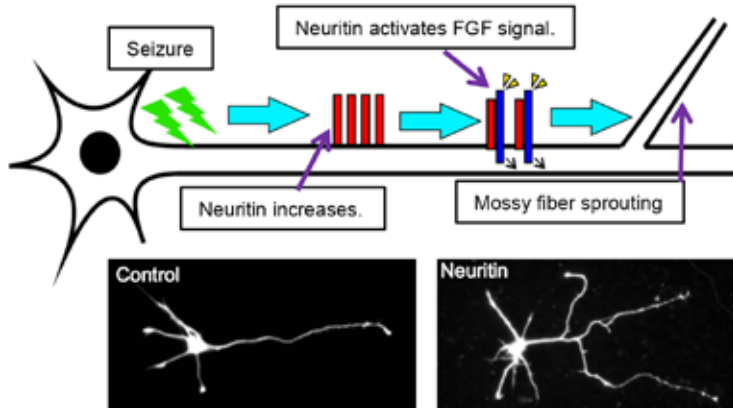 Neuritin activates FGF signal.
Seizure
Neuritin increases.
Mossy fiber sprouting
Control
Neuritin